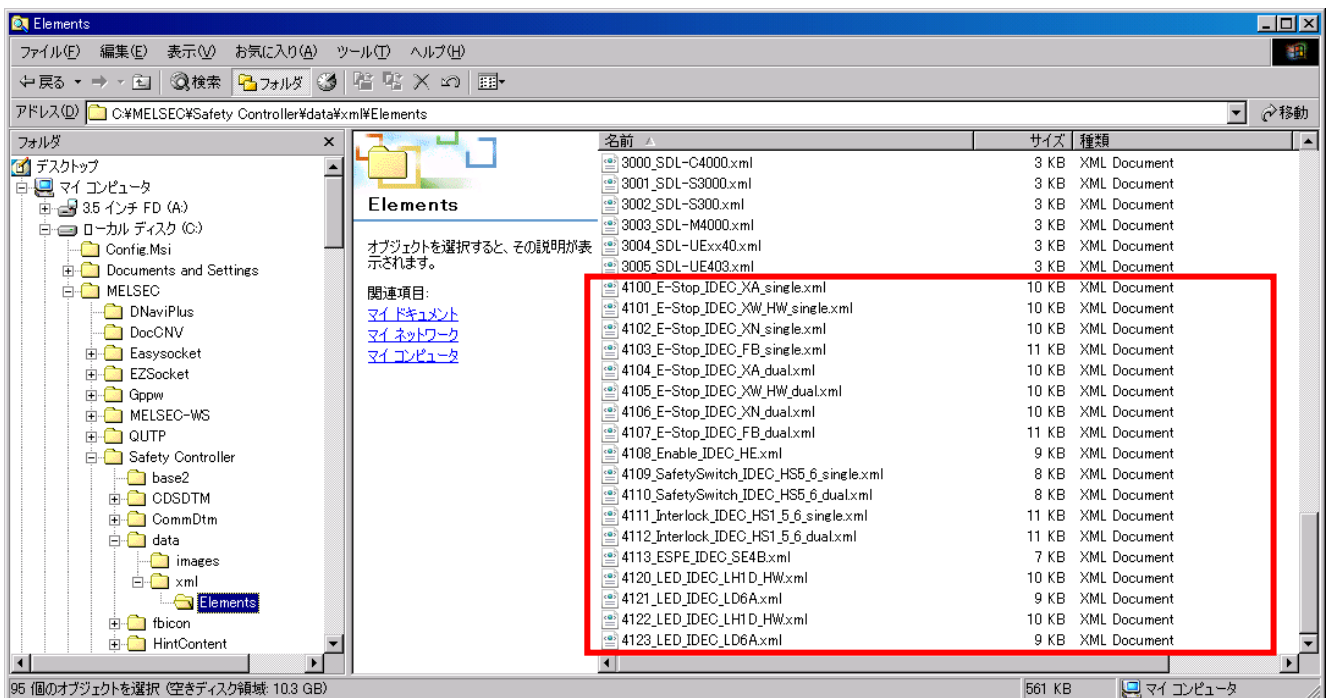 Elements
ファイル(F) 編集(E) 表示(V) お気に入り(A) ツール(T) ヘルプ(H)
戻る 検索 フォルダ
アドレス(D) C:¥MELSEC¥Safety Controller¥data¥xml¥Elements 移動
フォルダ ×
デスクトップ
マイ コンピュータ
3.5 インチ FD (A:)
ローカル ディスク (C:)
Config.Msi
Documents and Settings
MELSEC
DNaviPlus
DocCNV
Easysocket
EZSocket
Gppw
MELSEC-WS
QUTP
Safety Controller
base2
CDSDTM
CommDtm
data
images
xml
Elements
fbicon
HintContent
Elements
オブジェクトを選択すると、その説明が表
示されます。
関連項目:
マイ ドキュメント
マイ ネットワーク
マイ コンピュータ
名前 サイズ 種類
3000_SDL-C4000.xml 3 KB XML Document
3001_SDL-S3000.xml 3 KB XML Document
3002_SDL-S300.xml 3 KB XML Document
3003_SDL-M4000.xml 3 KB XML Document
3004_SDL-UExx40.xml 3 KB XML Document
3005_SDL-UE403.xml 3 KB XML Document
4100_E-Stop_IDEC_XA_single.xml 10 KB XML Document
4101_E-Stop_IDEC_XW_HW_single.xml 10 KB XML Document
4102_E-Stop_IDEC_XN_single.xml 10 KB XML Document
4103_E-Stop_IDEC_FB_single.xml 11 KB XML Document
4104_E-Stop_IDEC_XA_dual.xml 10 KB XML Document
4105_E-Stop_IDEC_XW_HW_dual.xml 10 KB XML Document
4106_E-Stop_IDEC_XN_dual.xml 10 KB XML Document
4107_E-Stop_IDEC_FB_dual.xml 11 KB XML Document
4108_Enable_IDEC_HE.xml 9 KB XML Document
4109_SafetySwitch_IDEC_HS5_6_single.xml 8 KB XML Document
4110_SafetySwitch_IDEC_HS5_6_dual.xml 8 KB XML Document
4111_Interlock_IDEC_HS1_5_6_single.xml 11 KB XML Document
4112_Interlock_IDEC_HS1_5_6_dual.xml 11 KB XML Document
4113_ESPE_IDEC_SE4B.xml 7 KB XML Document
4120_LED_IDEC_LH1D_HW.xml 10 KB XML Document
4121_LED_IDEC_LD6A.xml 9 KB XML Document
4122_LED_IDEC_LH1D_HW.xml 10 KB XML Document
4123_LED_IDEC_LD6A.xml 9 KB XML Document
95 個のオブジェクトを選択 (空きディスク領域: 10.3 GB) 561 KB マイ コンピュータ